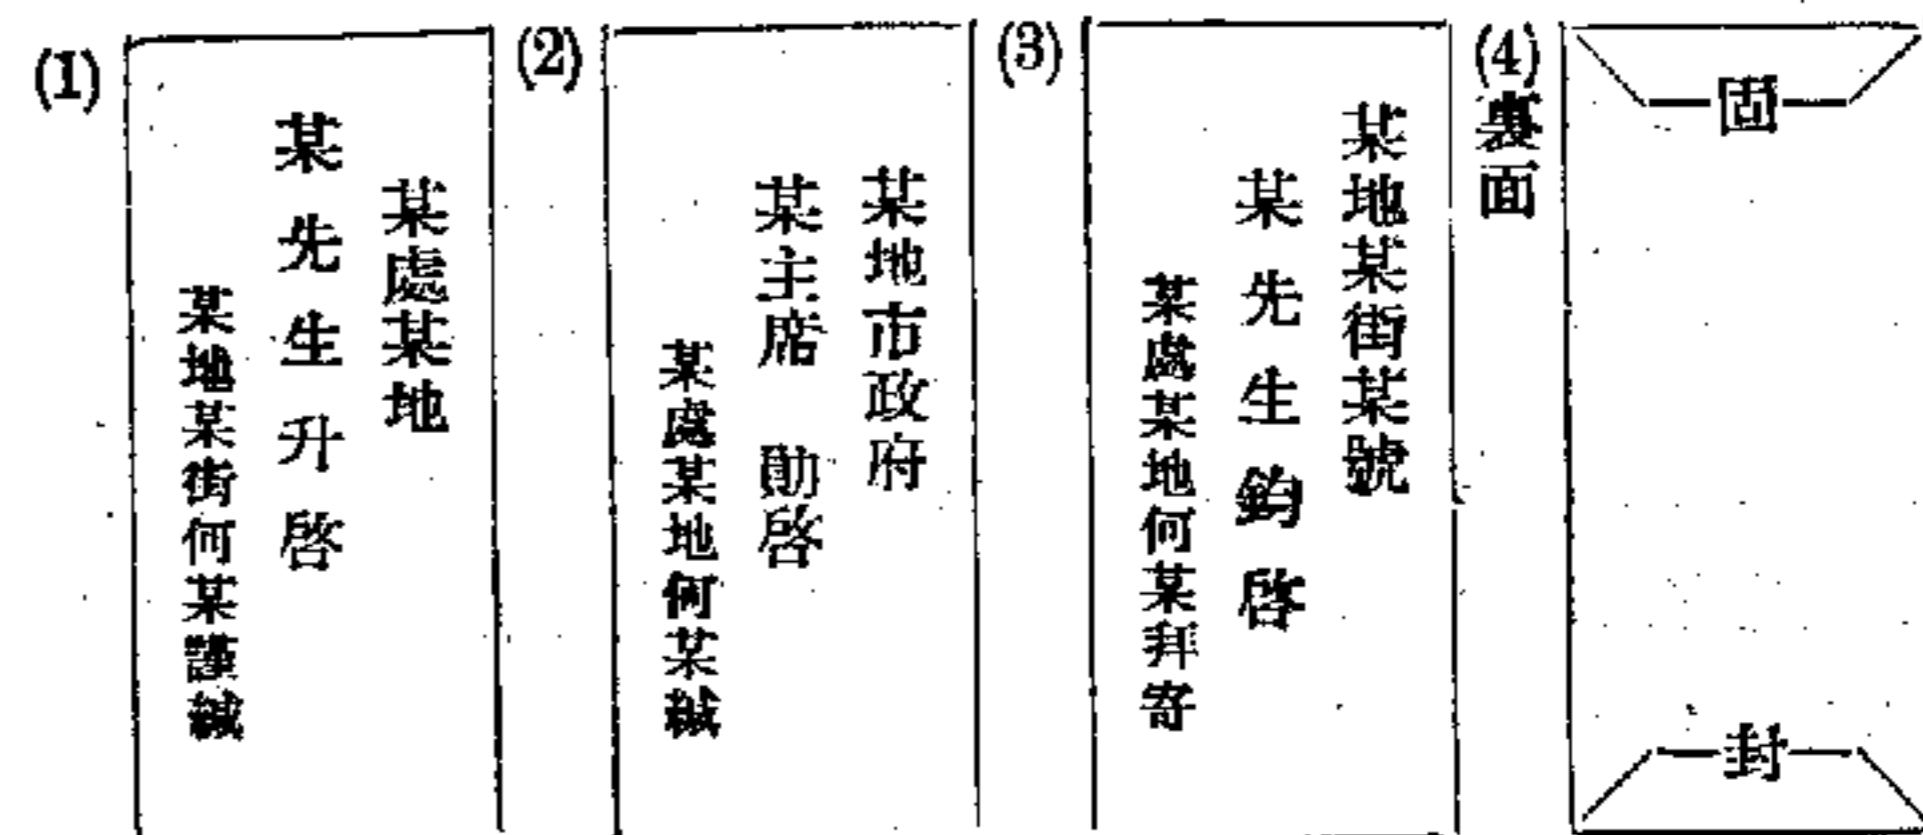 (1)
某處某地
某先生升啓
某地某街何某謹緘
(2)
某地市政府
某主席 勛啓
某處某地何某緘
(3)
某地某街某號
某先生鈞啓
某處某地何某拜寄
(4)裏面
固
封